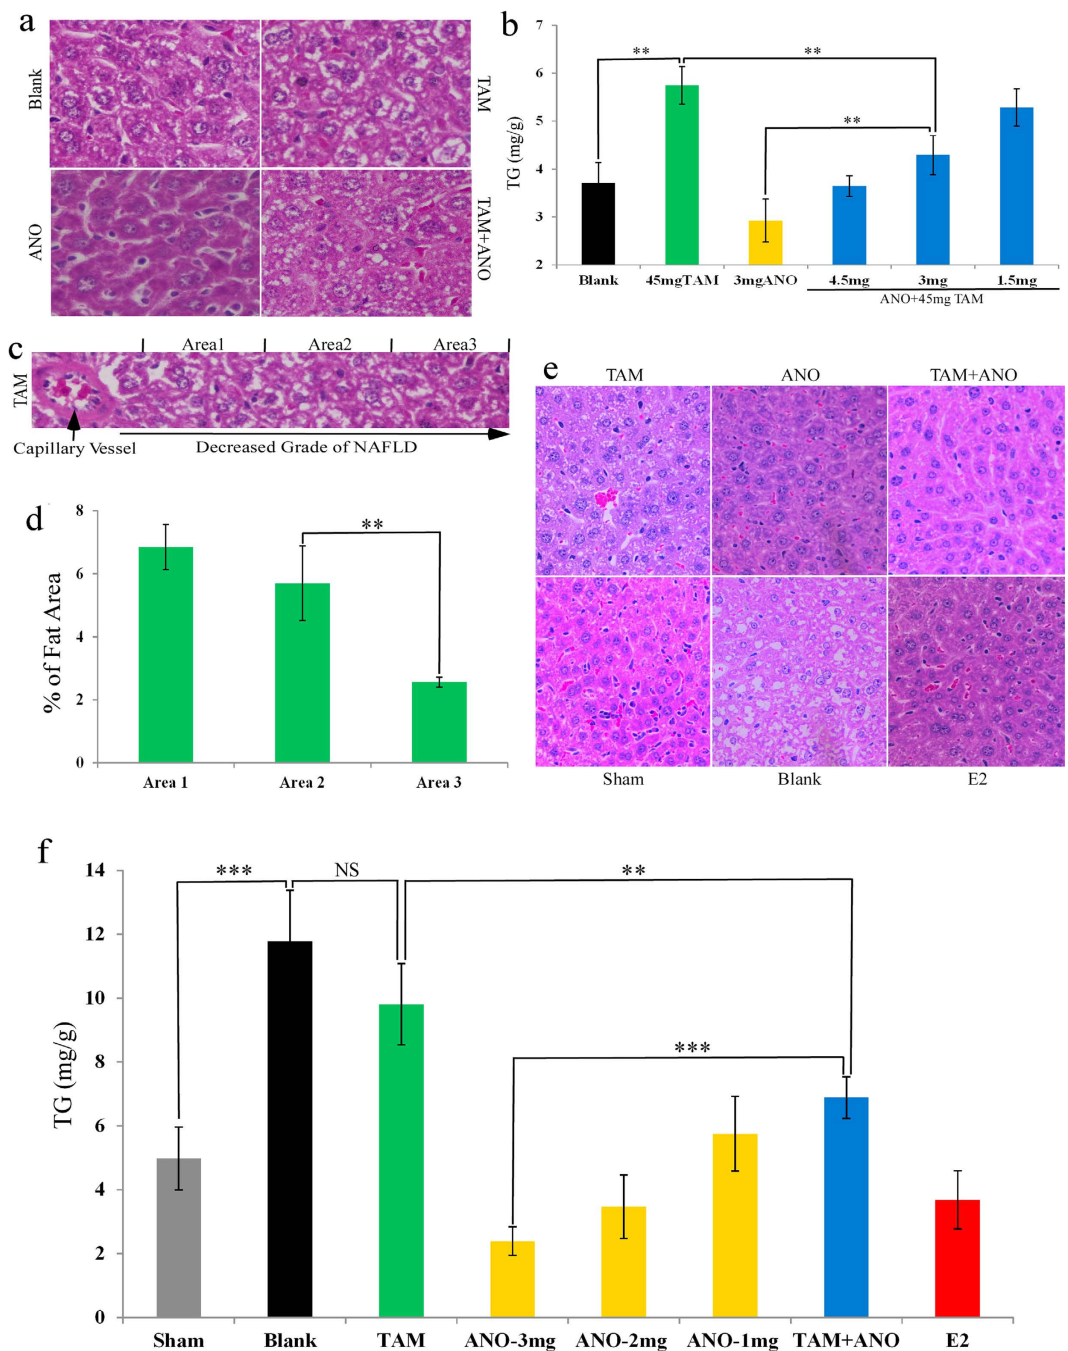 a
Blank
TAM
ANO
TAM+ANO
b
TG (mg/g)
7
6
5
4
3
2
**
**
**
Blank
45mgTAM
3mgANO
4.5mg
3mg
1.5mg
ANO+45mg TAM
c
Area1
Area2
Area3
TAM
Capillary Vessel
Decreased Grade of NAFLD
d
% of Fat Area
8
6
4
2
0
**
Area 1
Area 2
Area 3
e
TAM
ANO
TAM+ANO
Sham
Blank
E2
f
TG (mg/g)
14
12
10
8
6
4
2
0
***
NS
**
***
Sham
Blank
TAM
ANO-3mg
ANO-2mg
ANO-1mg
TAM+ANO
E2